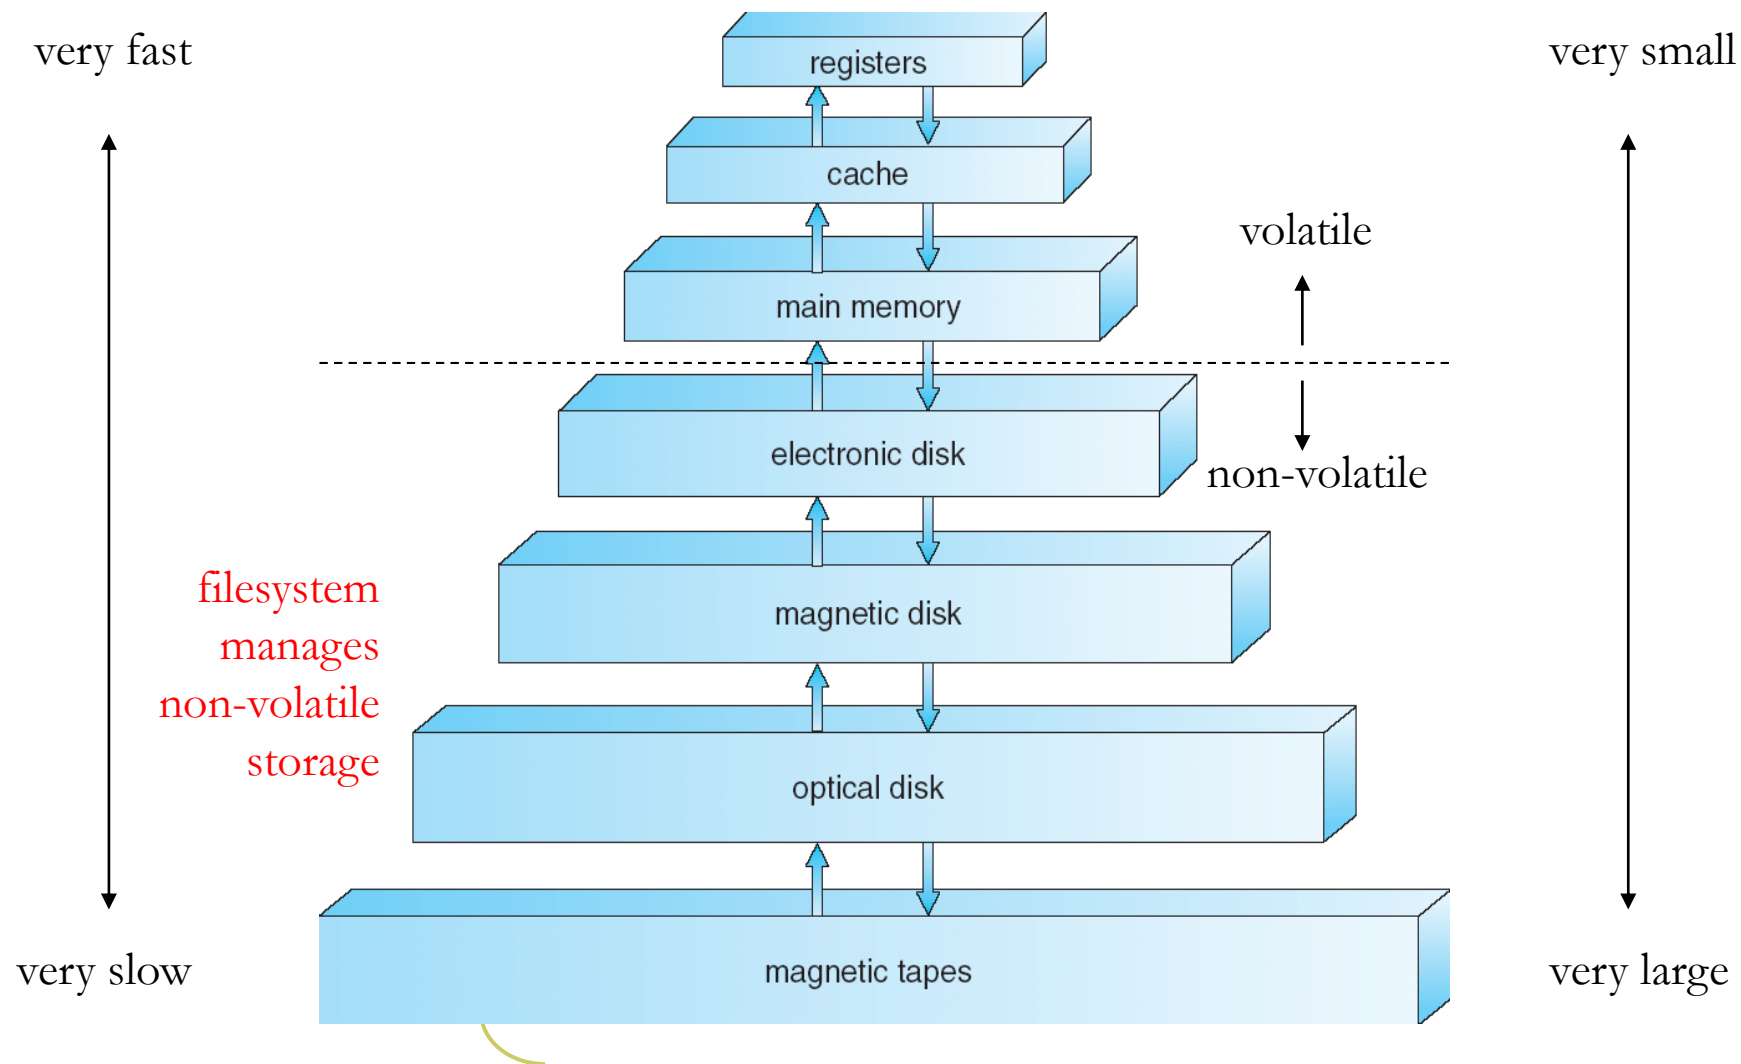 very fast
very small
registers
cache
volatile
main memory
electronic disk
non-volatile
filesystem
manages
non-volatile
storage
magnetic disk
optical disk
very slow
magnetic tapes
very large